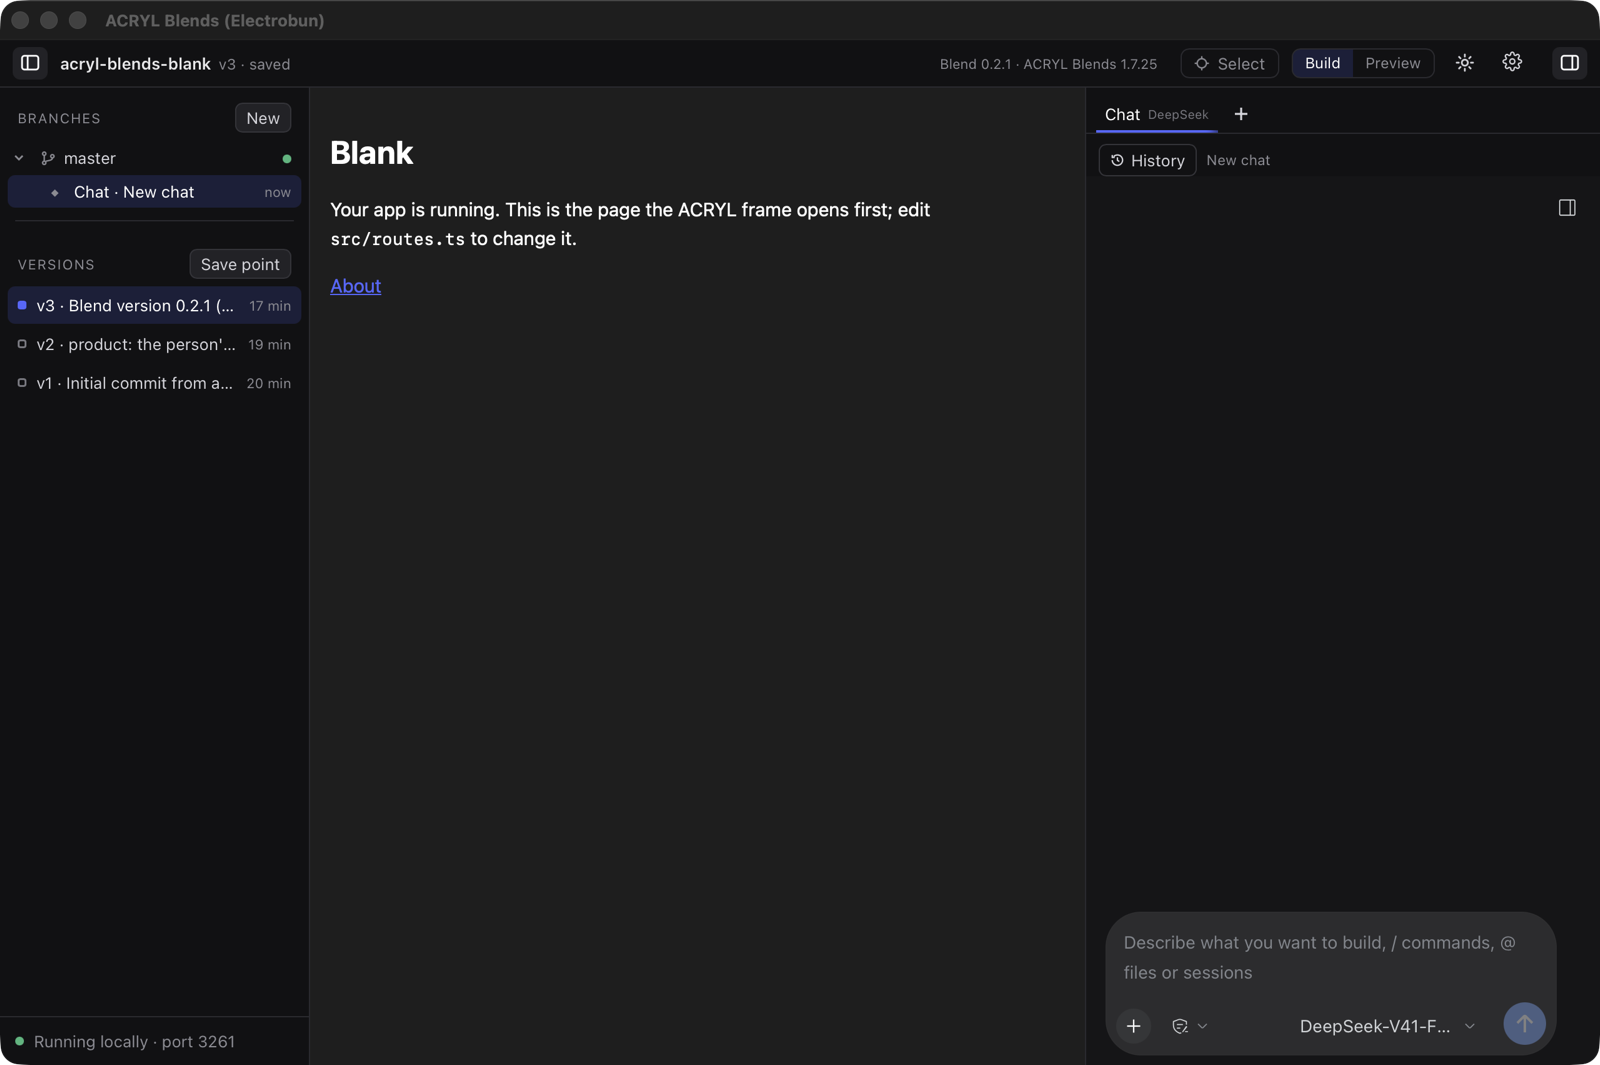 ACRYL Blends (Electrobun)
acryl-blends-blank v3 · saved
Blend 0.2.1 · ACRYL Blends 1.7.25
Select
Build
Preview
BRANCHES
New
master
Chat · New chat
now
VERSIONS
Save point
v3 · Blend version 0.2.1 (... 17 min
v2 · product: the person'... 19 min
v1 · Initial commit from a... 20 min
Running locally · port 3261
Blank
Your app is running. This is the page the ACRYL frame opens first; edit
src/routes.ts to change it.
About
Chat DeepSeek
History
New chat
Describe what you want to build, / commands, @
files or sessions
DeepSeek-V41-F...